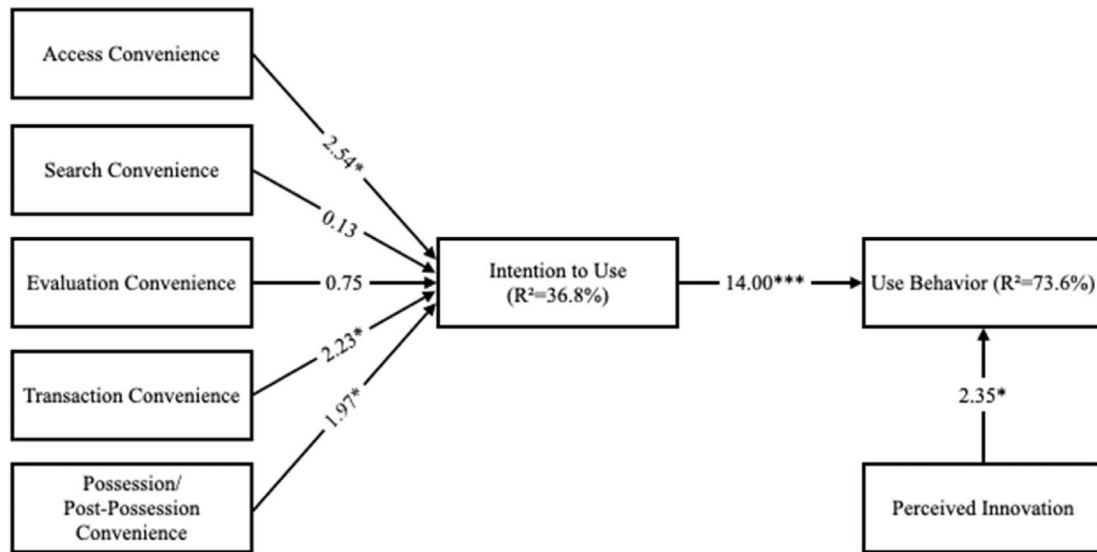 Access Convenience
2.54*
Search Convenience
0.13
Evaluation Convenience
0.75
Transaction Convenience
2.23*
Possession/
Post-Possession
Convenience
1.97*
Intention to Use
(R²=36.8%)
14.00***
Use Behavior (R²=73.6%)
2.35*
Perceived Innovation